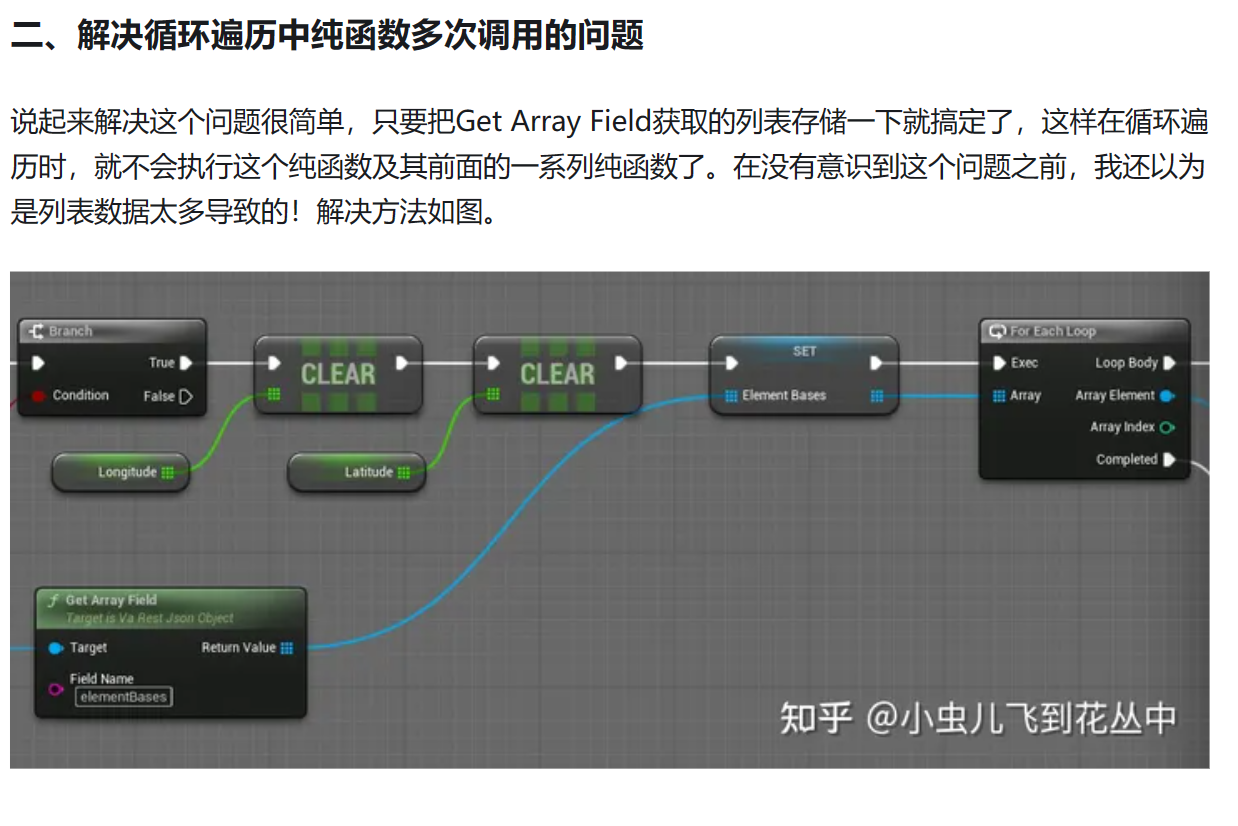 二、解决循环遍历中纯函数多次调用的问题
说起来解决这个问题很简单，只要把Get Array Field获取的列表存储一下就搞定了，这样在循环遍
历时，就不会执行这个纯函数及其前面的一系列纯函数了。在没有意识到这个问题之前，我还以为
是列表数据太多导致的！解决方法如图。
Branch
True
Condition
False
CLEAR
CLEAR
SET
Element Bases
For Each Loop
Exec
Loop Body
Array
Array Element
Array Index
Completed
Longitude
Latitude
Get Array Field
Target is Va Rest Json Object
Target
Return Value
Field Name
elementBases
知乎 @小虫儿飞到花丛中